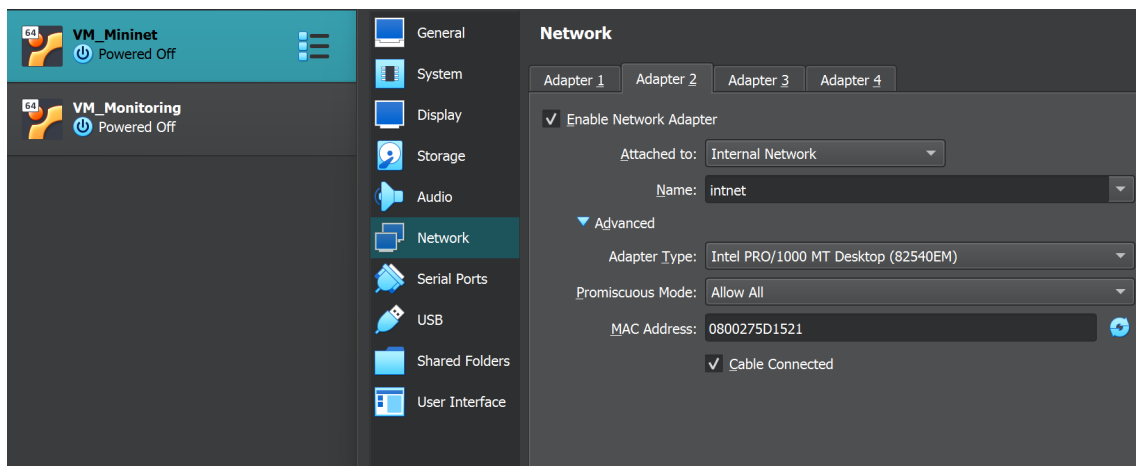 64
VM_Mininet
Powered Off
64
VM_Monitoring
Powered Off
General
System
Display
Storage
Audio
Network
Serial Ports
USB
Shared Folders
User Interface
Network
Adapter 1 Adapter 2 Adapter 3 Adapter 4
Enable Network Adapter
Attached to: Internal Network
Name: intnet
Advanced
Adapter Type: Intel PRO/1000 MT Desktop (82540EM)
Promiscuous Mode: Allow All
MAC Address: 0800275D1521
Cable Connected